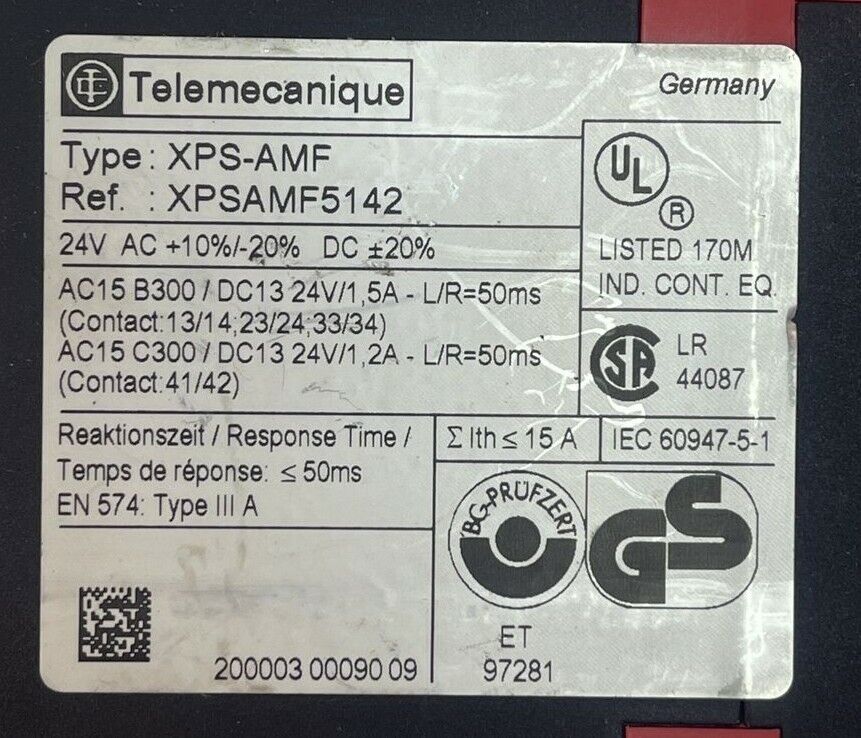 Telemecanique
Germany
Type: XPS-AMF
Ref. : XPSAMF5142
24V AC +10%/-20% DC ±20%
AC15 B300 / DC13 24V/1,5A - L/R=50ms
(Contact:13/14;23/24;33/34)
AC15 C300 / DC13 24V/1,2A - L/R=50ms
(Contact:41/42)
UL
®
LISTED 170M
IND. CONT. EQ.
SA
LR
44087
Reaktionszeit / Response Time /
Temps de réponse: ≤ 50ms
EN 574: Type III A
Σ Ith ≤ 15 A
IEC 60947-5-1
BG-PRÜFZERT
GS
ET
97281
200003 00090 09